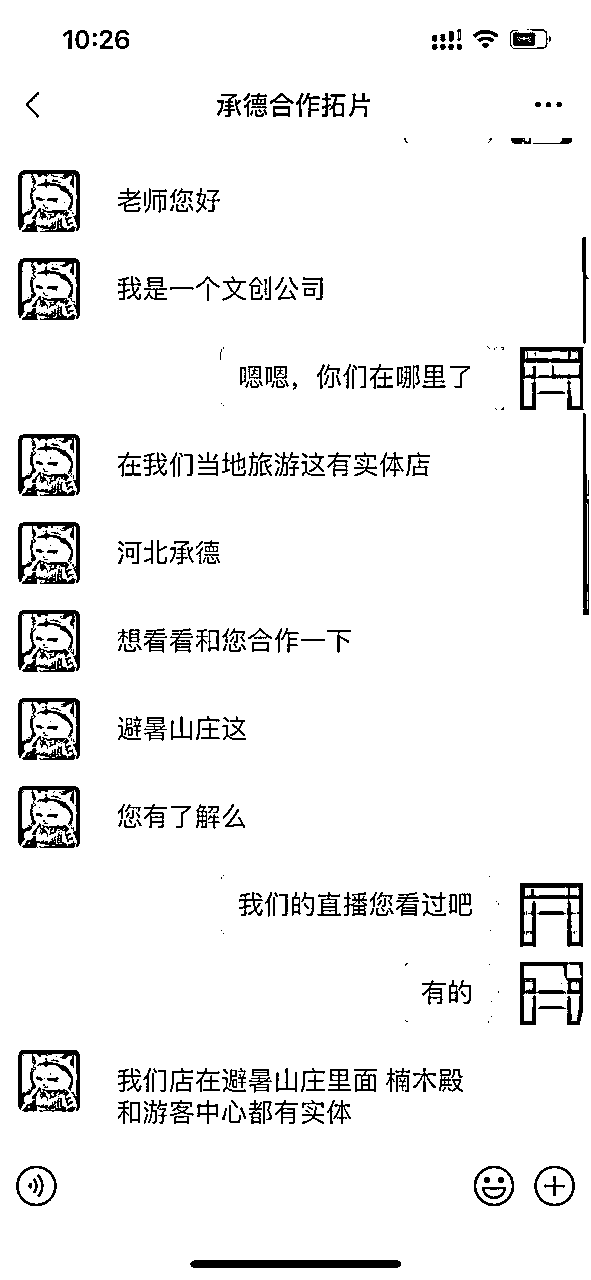 10:26
承德合作拓片
老师您好
我是一个文创公司
嗯嗯，你们在哪里了
在我们当地旅游这有实体店
河北承德
想看看和您合作一下
避暑山庄这
您有了解么
我们的直播您看过吧
有的
我们店在避暑山庄里面 楠木殿
和游客中心都有实体